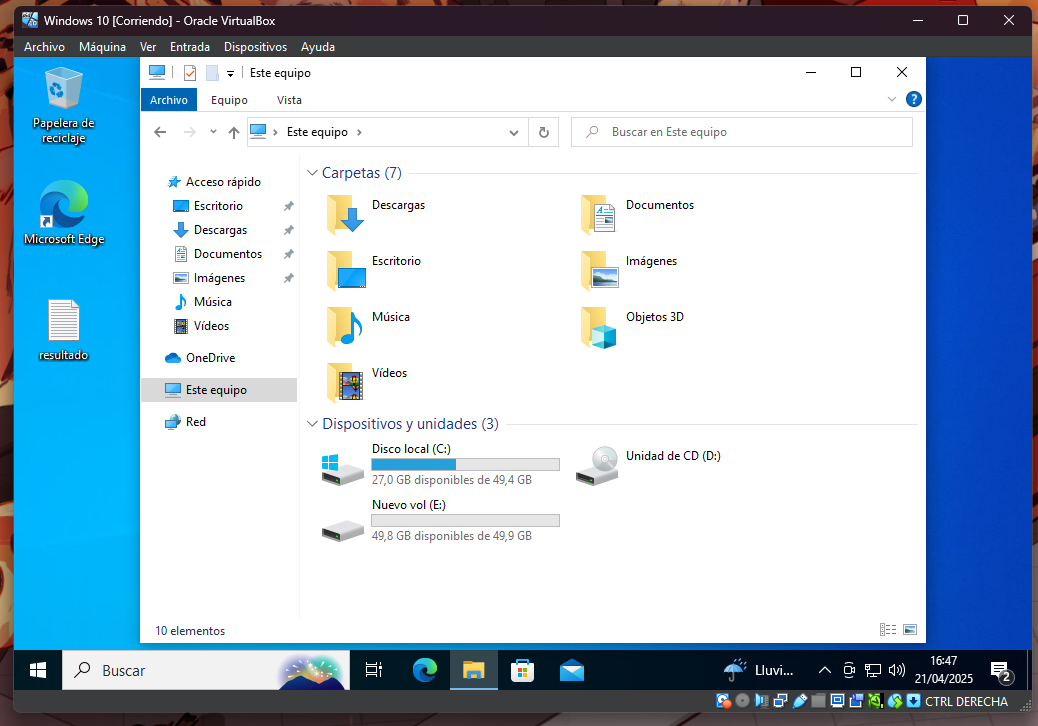 Windows 10 [Corriendo] - Oracle VirtualBox
Archivo Máquina Ver Entrada Dispositivos Ayuda
Papelera de
reciclaje
Microsoft Edge
resultado
Este equipo
Archivo Equipo Vista
Este equipo
Buscar en Este equipo
Acceso rápido
Escritorio
Descargas
Documentos
Imágenes
Música
Vídeos
OneDrive
Este equipo
Red
Carpetas (7)
Descargas
Documentos
Escritorio
Imágenes
Música
Objetos 3D
Vídeos
Dispositivos y unidades (3)
Disco local (C:)
27,0 GB disponibles de 49,4 GB
Unidad de CD (D:)
Nuevo vol (E:)
49,8 GB disponibles de 49,9 GB
10 elementos
Buscar
Lluvi...
16:47
21/04/2025
2
CTRL DERECHA